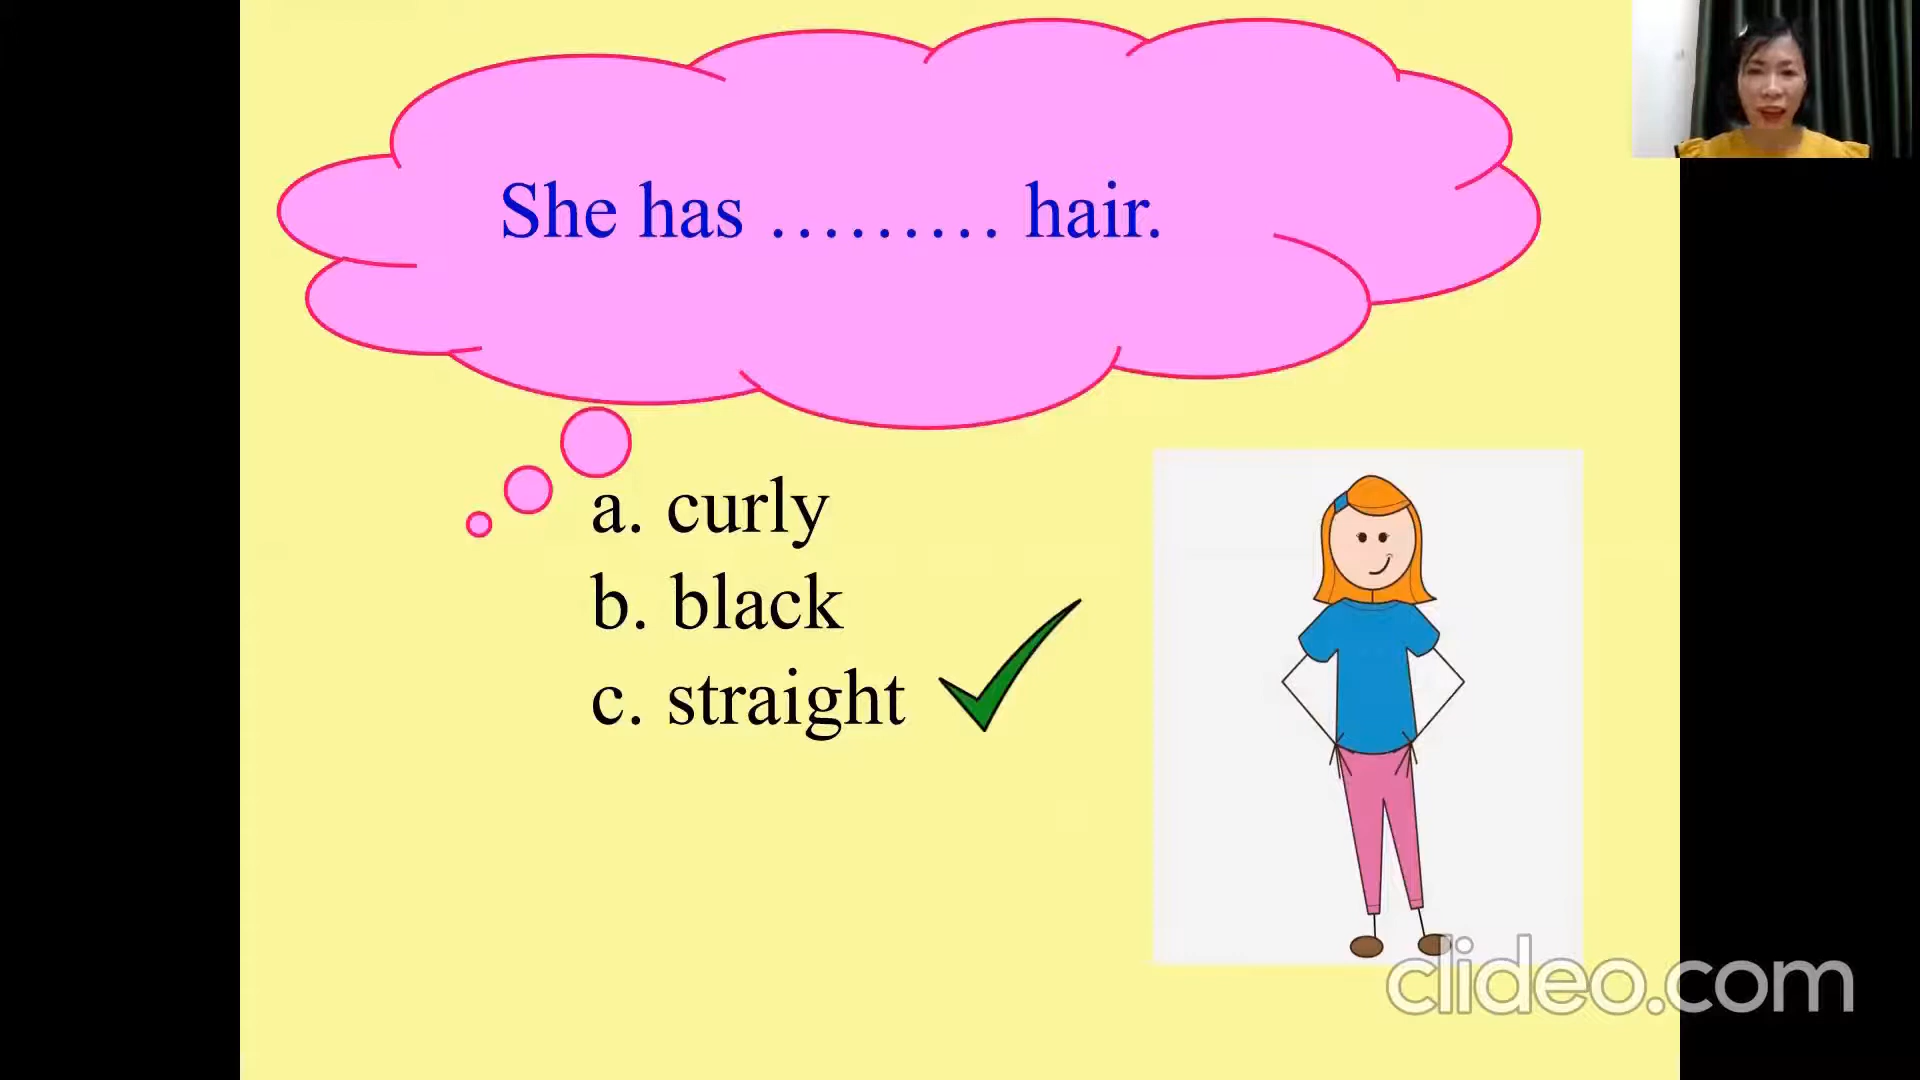 She has ……… hair.
a. curly
b. black
c. straight
clideo.com